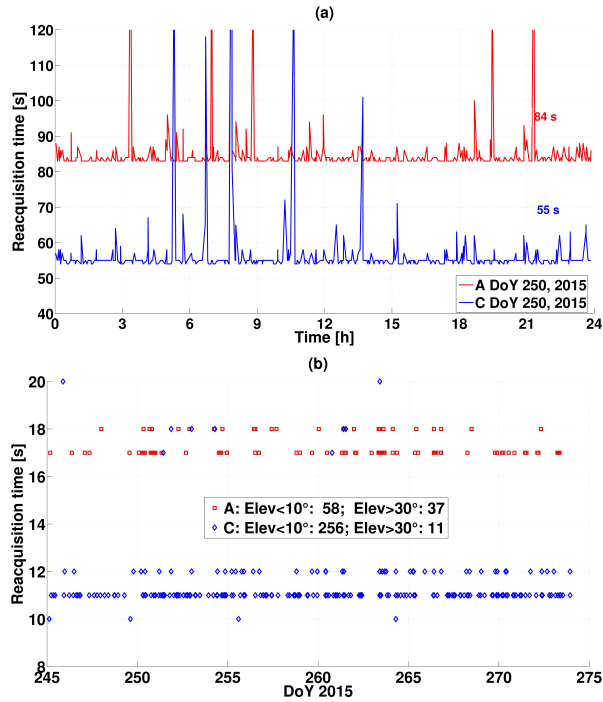 (a)
Reacquisition time [s]
120
110
100
90
80
70
60
50
40
84 s
55 s
A DoY 250, 2015
C DoY 250, 2015
0 3 6 9 12 15 18 21 24
Time [h]
(b)
Reacquisition time [s]
20
18
16
14
12
10
8
A: Elev<10°: 58; Elev>30°: 37
C: Elev<10°: 256; Elev>30°: 11
245 250 255 260 265 270 275
DoY 2015